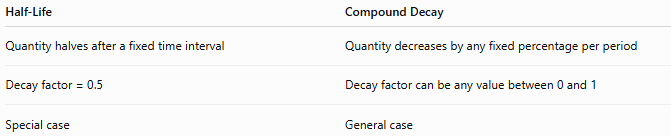 Half-Life Compound Decay
Quantity halves after a fixed time interval Quantity decreases by any fixed percentage per period
Decay factor = 0.5 Decay factor can be any value between 0 and 1
Special case General case